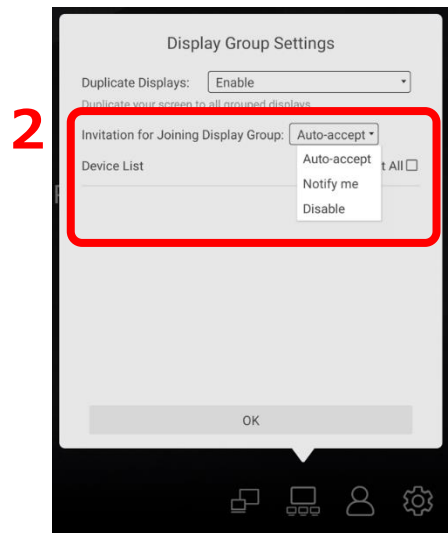 Display Group Settings
Duplicate Displays: Enable
Duplicate your screen to all grouped displays
2
Invitation for Joining Display Group: Auto-accept
Device List
t All
Auto-accept
Notify me
Disable
OK